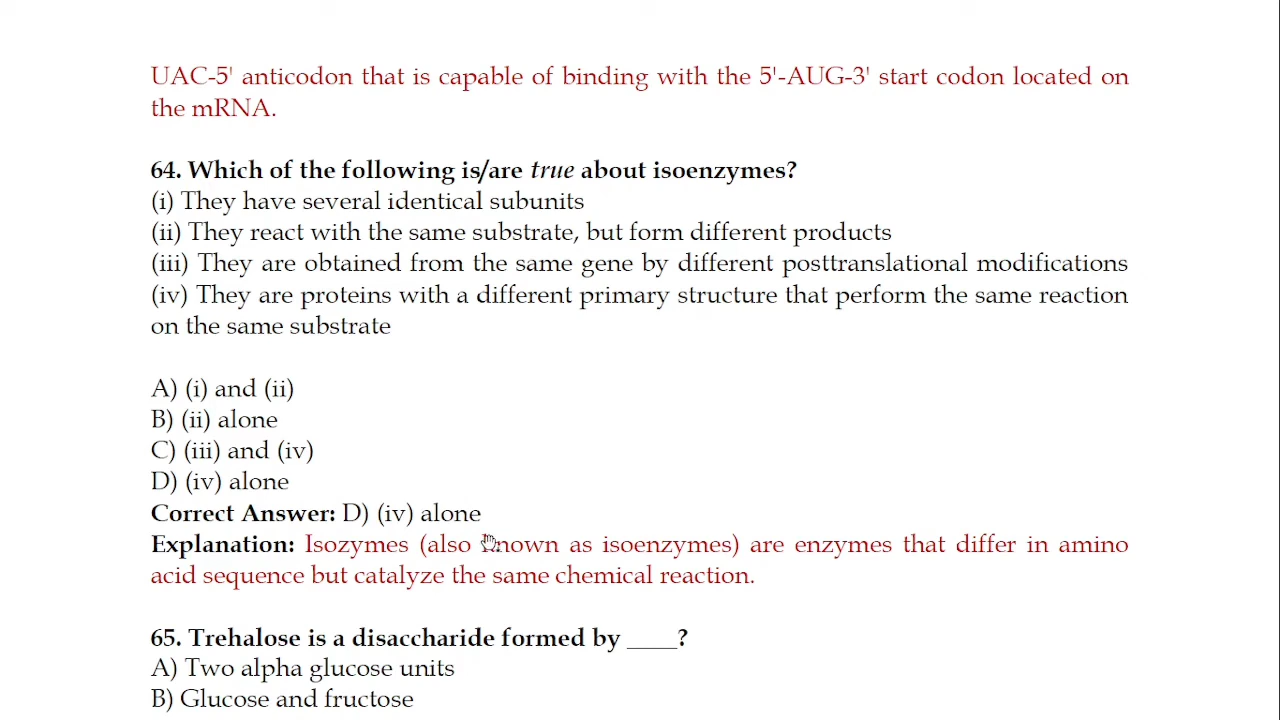 UAC-5' anticodon that is capable of binding with the 5'-AUG-3' start codon located on
the mRNA.
64. Which of the following is/are true about isoenzymes?
(i) They have several identical subunits
(ii) They react with the same substrate, but form different products
(iii) They are obtained from the same gene by different posttranslational modifications
(iv) They are proteins with a different primary structure that perform the same reaction
on the same substrate
A) (i) and (ii)
B) (ii) alone
C) (iii) and (iv)
D) (iv) alone
Correct Answer: D) (iv) alone
Explanation: Isozymes (also known as isoenzymes) are enzymes that differ in amino
acid sequence but catalyze the same chemical reaction.
65. Trehalose is a disaccharide formed by ____?
A) Two alpha glucose units
B) Glucose and fructose